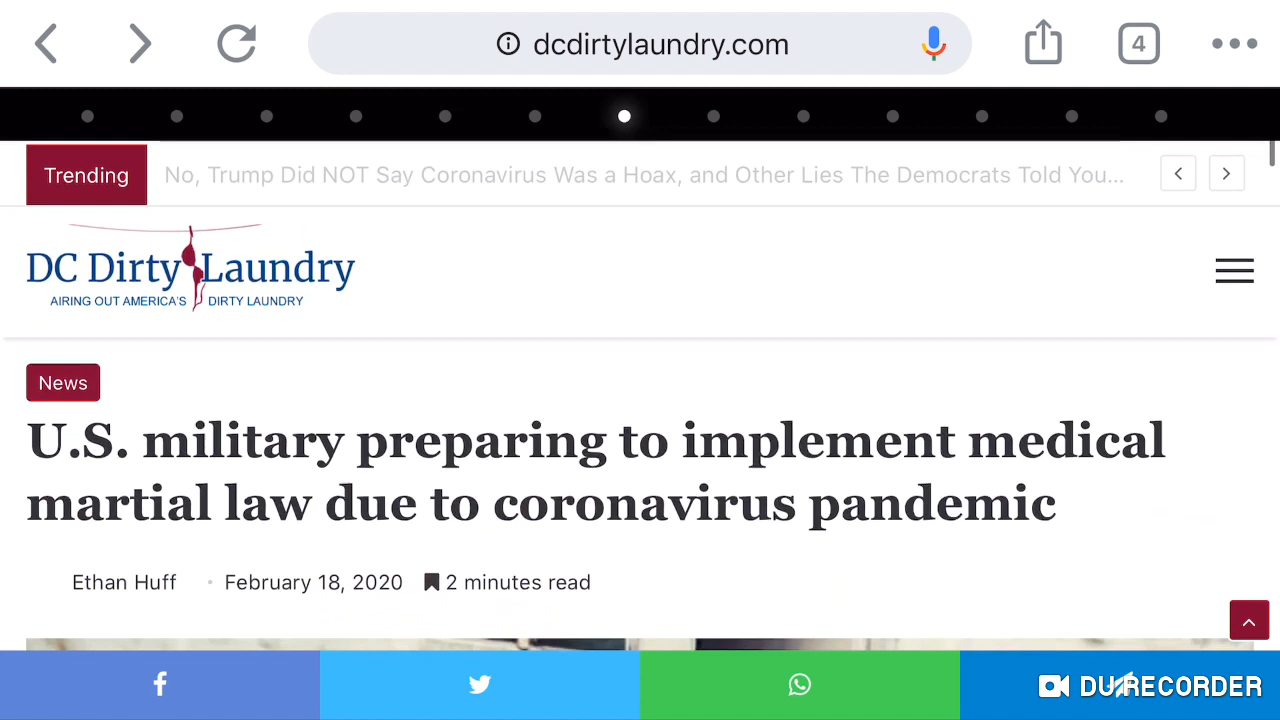 dcdirtylaundry.com
4
Trending
No, Trump Did NOT Say Coronavirus Was a Hoax, and Other Lies The Democrats Told You...
DC Dirty Laundry
AIRING OUT AMERICA'S DIRTY LAUNDRY
News
U.S. military preparing to implement medical
martial law due to coronavirus pandemic
Ethan Huff • February 18, 2020 2 minutes read
DU RECORDER